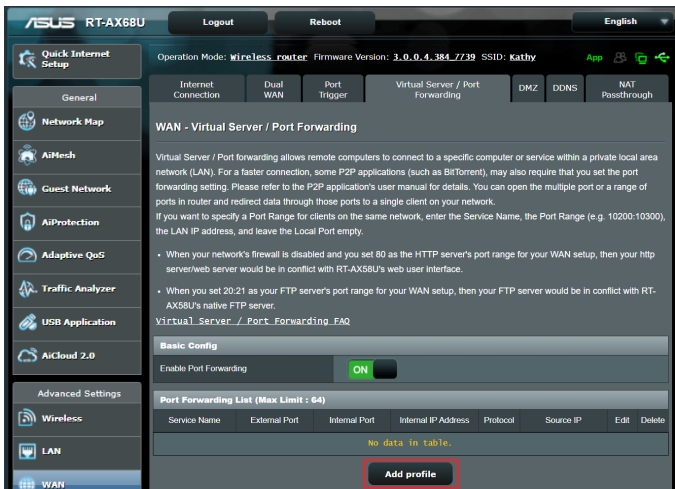 ASUS RT-AX68U Logout Reboot English
Quick Internet Setup
Operation Mode: Wireless router Firmware Version: 3.0.0.4.384_7739 SSID: Kathy App
Internet Connection Dual WAN Port Trigger Virtual Server / Port Forwarding DMZ DDNS NAT Passthrough
General
Network Map
AiMesh
Guest Network
AiProtection
Adaptive QoS
Traffic Analyzer
USB Application
AiCloud 2.0
Advanced Settings
Wireless
LAN
WAN
WAN - Virtual Server / Port Forwarding
Virtual Server / Port forwarding allows remote computers to connect to a specific computer or service within a private local area
network (LAN). For a faster connection, some P2P applications (such as BitTorrent), may also require that you set the port
forwarding setting. Please refer to the P2P application's user manual for details. You can open the multiple port or a range of
ports in router and redirect data through those ports to a single client on your network.
If you want to specify a Port Range for clients on the same network, enter the Service Name, the Port Range (e.g. 10200:10300),
the LAN IP address, and leave the Local Port empty.
• When your network's firewall is disabled and you set 80 as the HTTP server's port range for your WAN setup, then your http
server/web server would be in conflict with RT-AX58U's web user interface.
• When you set 20:21 as your FTP server's port range for your WAN setup, then your FTP server would be in conflict with RT-
AX58U's native FTP server.
Virtual Server / Port Forwarding FAQ
Basic Config
Enable Port Forwarding ON
Port Forwarding List (Max Limit : 64)
Service Name External Port Internal Port Internal IP Address Protocol Source IP Edit Delete
No data in table.
Add profile